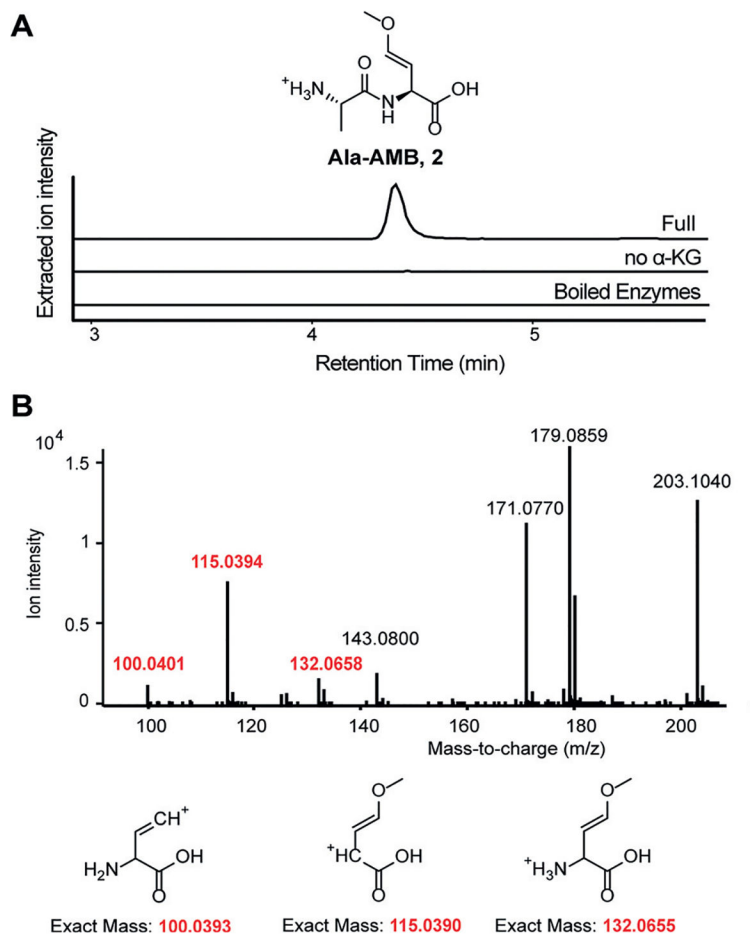 A
O
O
⁺H₃N
N
H
OH
O
Ala-AMB, 2
Extracted ion intensity
Full
no α-KG
Boiled Enzymes
3 4 5
Retention Time (min)
B
10⁴
1.5
1
0.5
0
Ion intensity
100.0401
115.0394
132.0658
143.0800
171.0770
179.0859
203.1040
100 120 140 160 180 200
Mass-to-charge (m/z)
CH⁺
H₂N
OH
O
Exact Mass: 100.0393
O
⁺HC
OH
O
Exact Mass: 115.0390
O
⁺H₃N
OH
O
Exact Mass: 132.0655